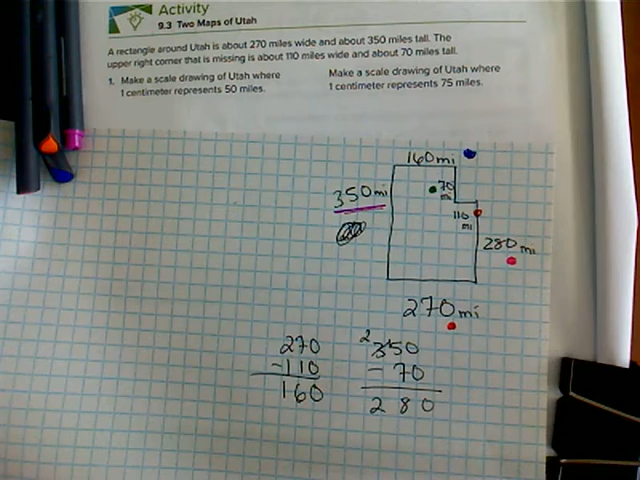 Activity
9.3 Two Maps of Utah
A rectangle around Utah is about 270 miles wide and about 350 miles tall. The
upper right corner that is missing is about 110 miles wide and about 70 miles tall.
1. Make a scale drawing of Utah where
1 centimeter represents 50 miles.
Make a scale drawing of Utah where
1 centimeter represents 75 miles.
160mi
70
mi
350mi
110
mi
280mi
270mi
270
-110
160
2
350
- 70
280